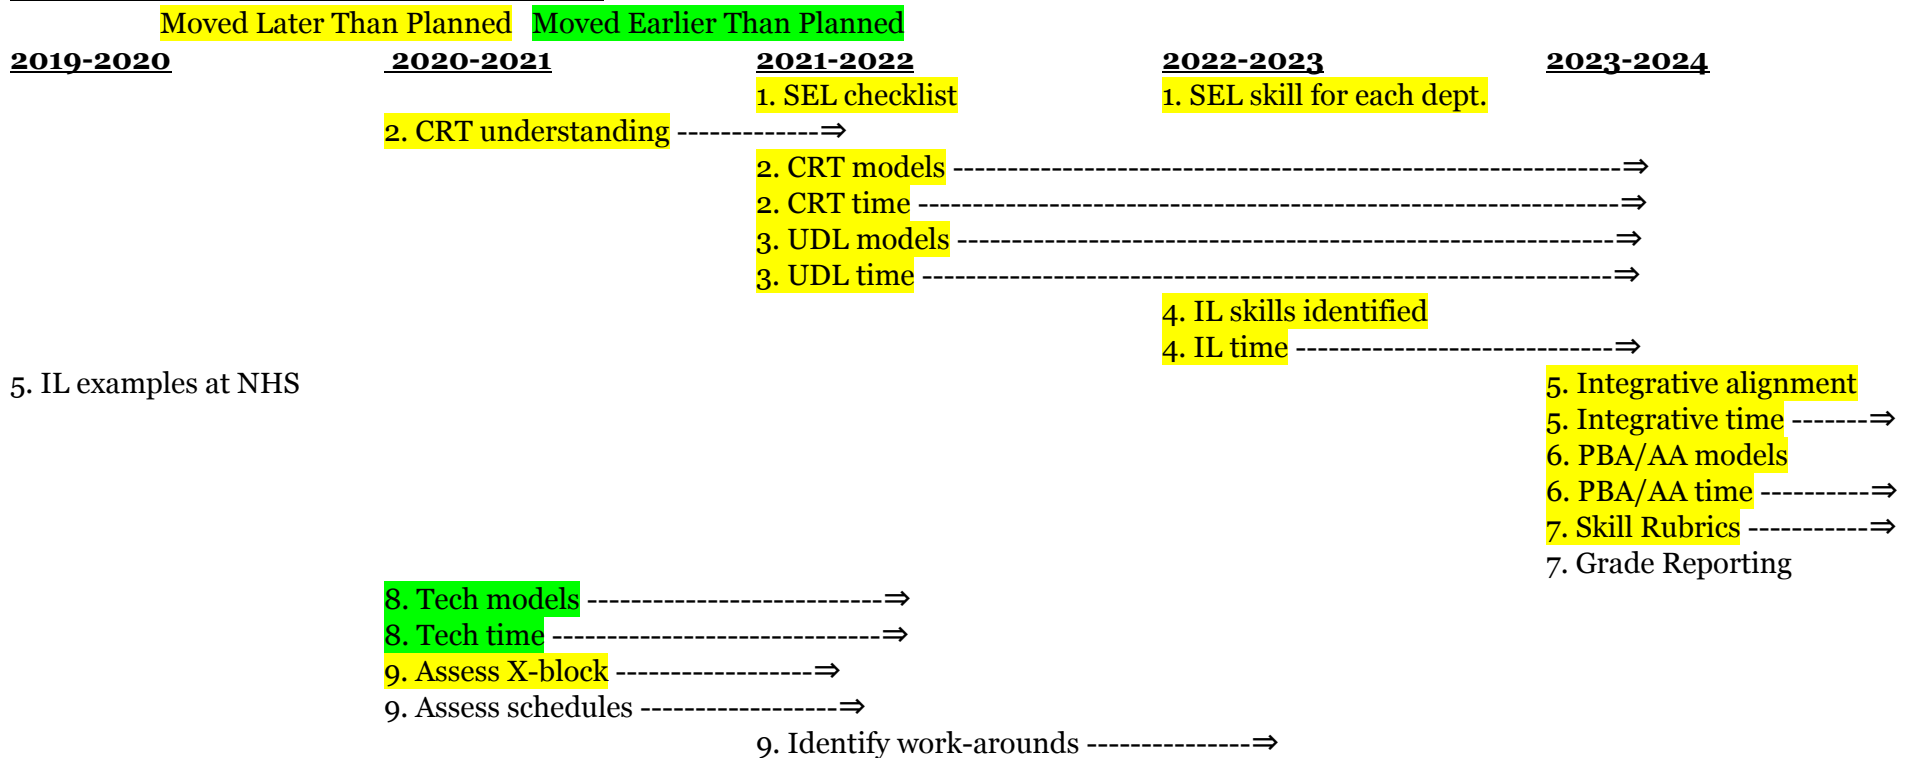 Moved Later Than Planned Moved Earlier Than Planned
2019-2020 2020-2021 2021-2022 2022-2023 2023-2024
1. SEL checklist 1. SEL skill for each dept.
2. CRT understanding -------------⇒
2. CRT models -------------------------------------------------------------⇒
2. CRT time ----------------------------------------------------------------⇒
3. UDL models ------------------------------------------------------------⇒
3. UDL time ---------------------------------------------------------------⇒
4. IL skills identified
4. IL time -----------------------------⇒
5. IL examples at NHS 5. Integrative alignment
5. Integrative time -------⇒
6. PBA/AA models
6. PBA/AA time ----------⇒
7. Skill Rubrics -----------⇒
7. Grade Reporting
8. Tech models ---------------------------⇒
8. Tech time ------------------------------⇒
9. Assess X-block ------------------⇒
9. Assess schedules ------------------⇒
9. Identify work-arounds ---------------⇒